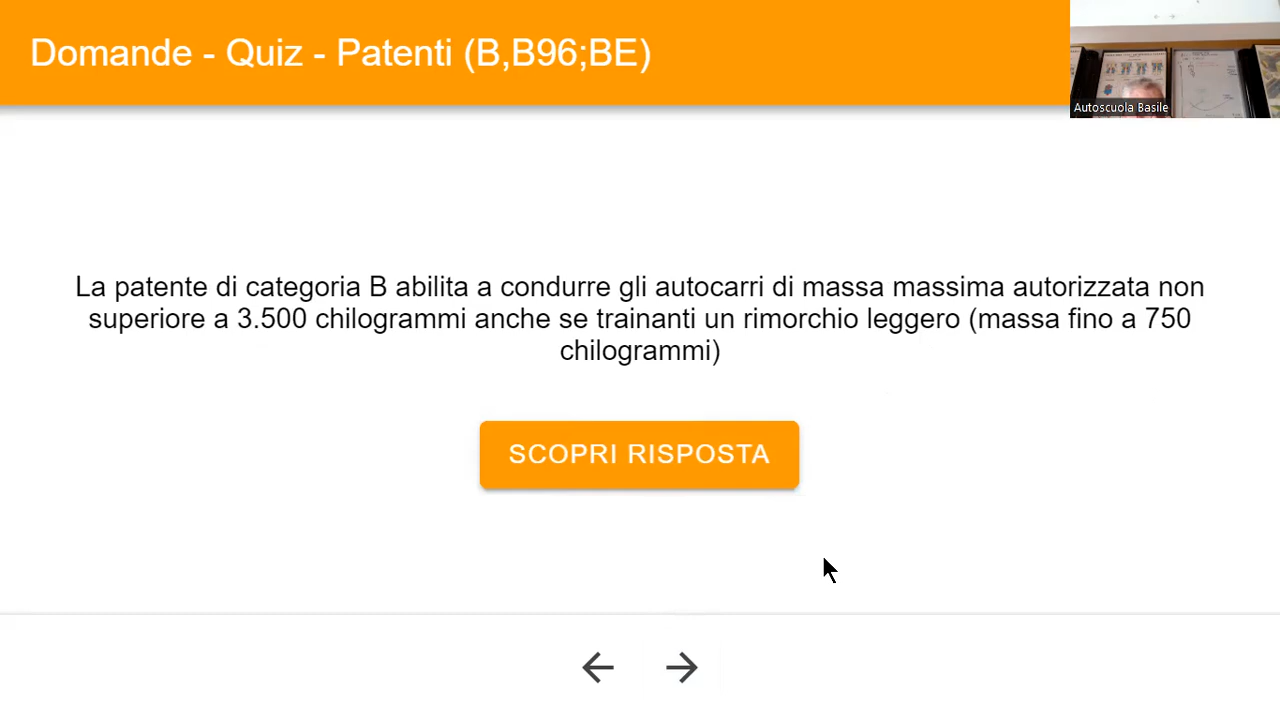 Domande - Quiz - Patenti (B,B96;BE)
Autoscuola Basile
La patente di categoria B abilita a condurre gli autocarri di massa massima autorizzata non
superiore a 3.500 chilogrammi anche se trainanti un rimorchio leggero (massa fino a 750
chilogrammi)
SCOPRI RISPOSTA